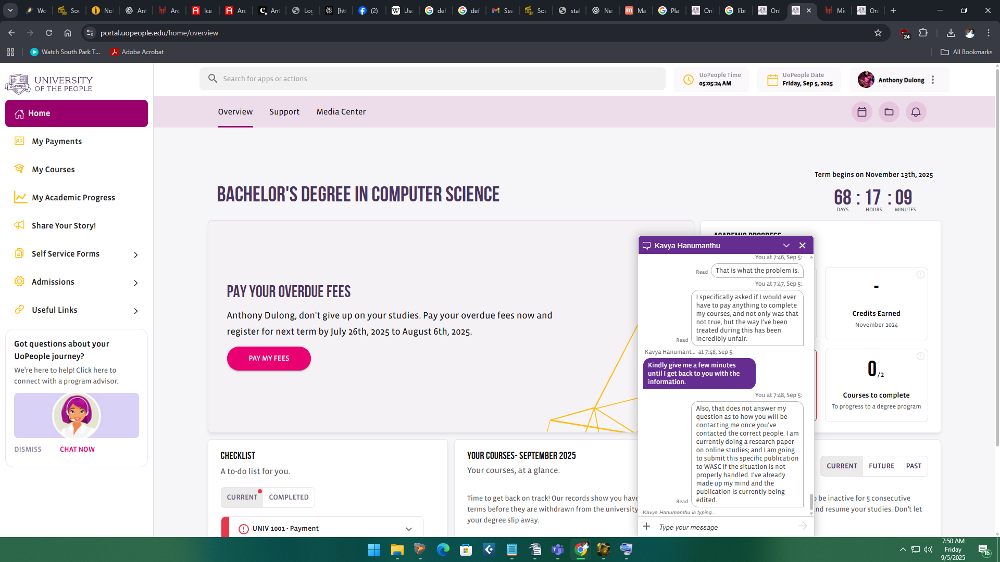 Wo
Sou
No
Ant
Arc
Ice
Arc
Ant
Log
[htt
(2)
Use
def
Sea
Sou
stal
Nev
Ma
Pla
On
libr
On
Mic
On
portal.uopeople.edu/home/overview
24
Watch South Park T...
Adobe Acrobat
All Bookmarks
UNIVERSITY
OF THE PEOPLE
UoPeople
Search for apps or actions
UoPeople Time
05:05:24 AM
UoPeople Date
Friday, Sep 5, 2025
Anthony Dulong
Home
My Payments
My Courses
My Academic Progress
Share Your Story!
Self Service Forms
Admissions
Useful Links
Got questions about your
UoPeople journey?
We're here to help! Click here to
connect with a program advisor.
DISMISS
CHAT NOW
Overview
Support
Media Center
Term begins on November 13th, 2025
BACHELOR'S DEGREE IN COMPUTER SCIENCE
68 : 17 : 09
DAYS HOURS MINUTES
PAY YOUR OVERDUE FEES
Anthony Dulong, don't give up on your studies. Pay your overdue fees now and
register for next term by July 26th, 2025 to August 6th, 2025.
PAY MY FEES
ACADEMIC PROGRESS
-
Credits Earned
November 2024
0/2
Courses to complete
To progress to a degree program
Kavya Hanumanthu
You at 7:46, Sep 5:
That is what the problem is.
Read
You at 7:47, Sep 5:
I specifically asked if I would ever
have to pay anything to complete
my courses, and not only was that
not true, but the way I've been
treated during this has been
incredibly unfair.
Read
Kavya Hanumant... at 7:48, Sep 5:
Kindly give me a few minutes
until I get back to you with the
information.
You at 7:48, Sep 5:
Also, that does not answer my
question as to how you will be
contacting me once you've
contacted the correct people. I am
currently doing a research paper
on online studies; and I am going
to submit this specific publication
to WASC if the situation is not
properly handled. I've already
made up my mind and the
publication is currently being
edited.
Read
Kavya Hanumanthu is typing...
Type your message
CHECKLIST
A to-do list for you.
CURRENT
COMPLETED
UNIV 1001 - Payment
YOUR COURSES- SEPTEMBER 2025
Your courses, at a glance.
CURRENT
FUTURE
PAST
Time to get back on track! Our records show you have
o be inactive for 5 consecutive
terms before they are withdrawn from the university
nd resume your studies. Don't let
your degree slip away.
7:50 AM
Friday
9/5/2025
16